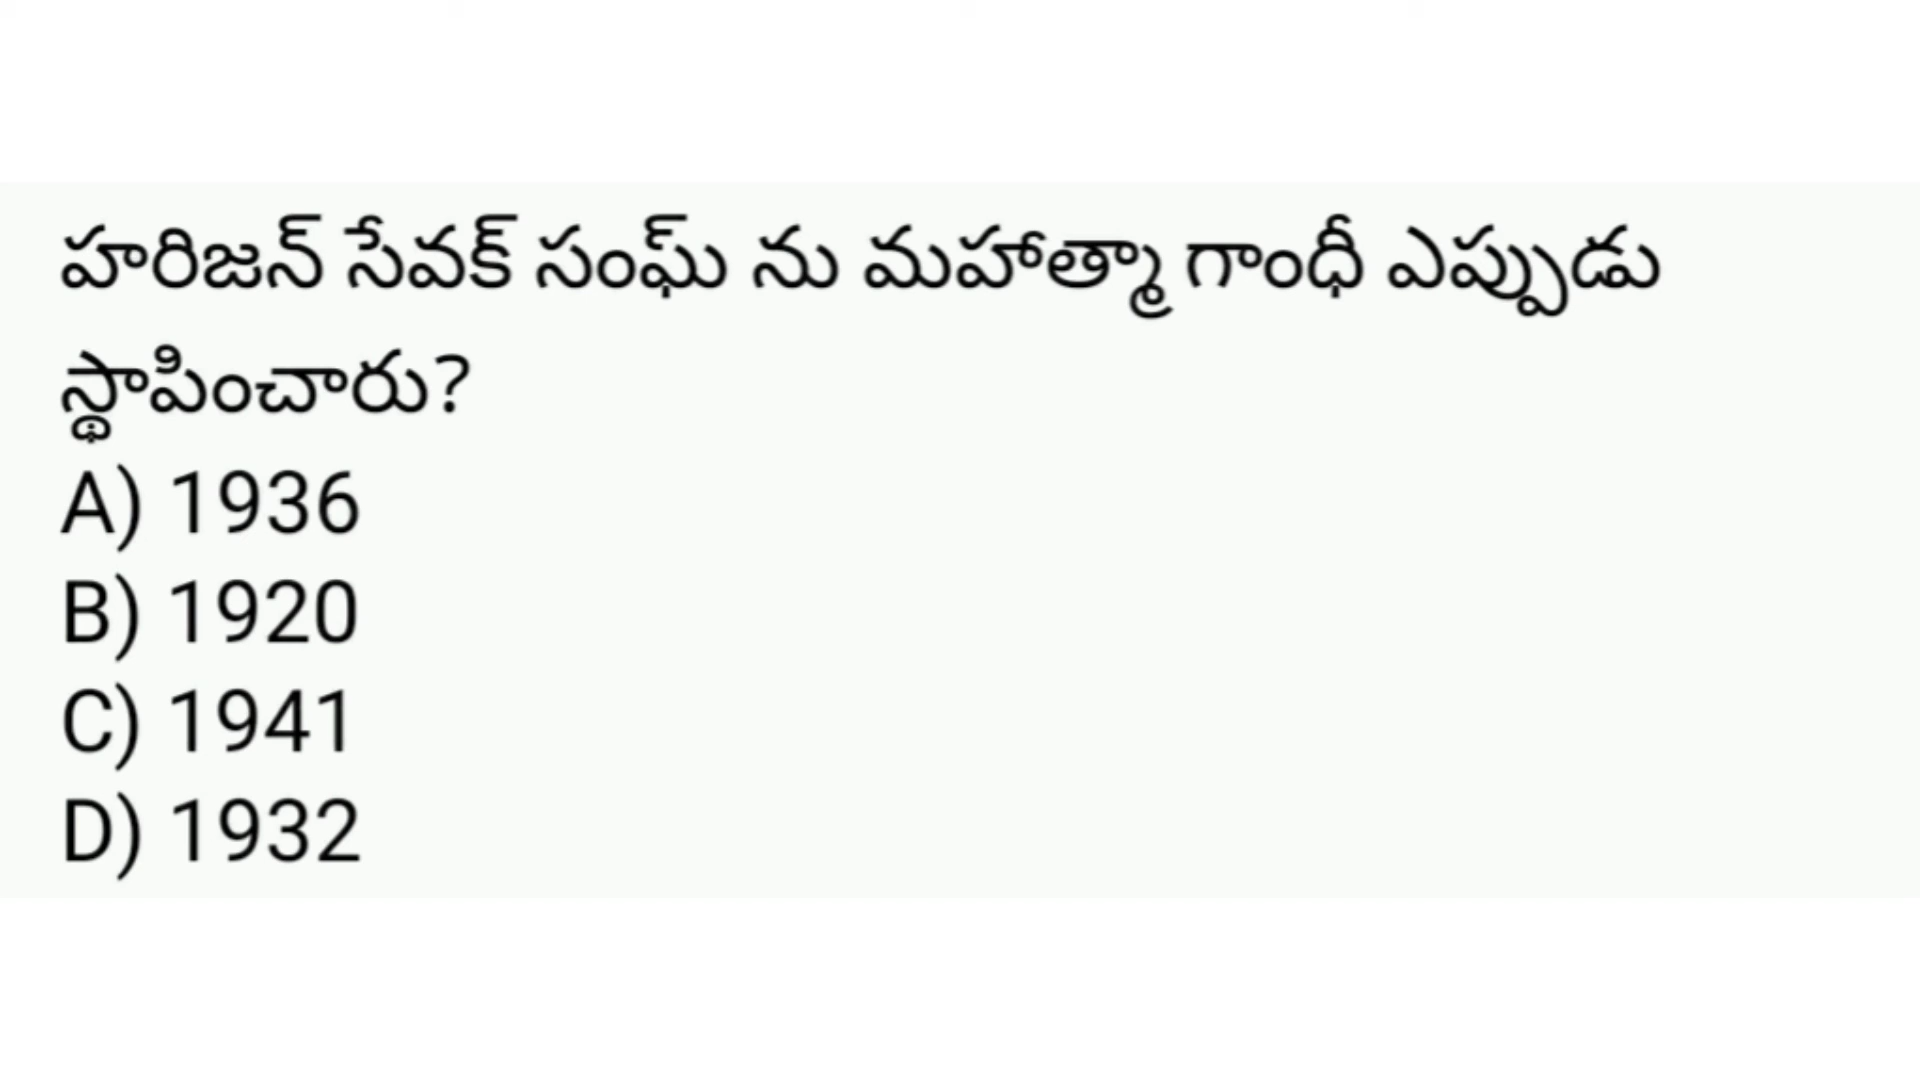 హరిజన్ సేవక్ సంఘ్ ను మహాత్మా గాంధీ ఎప్పుడు
స్థాపించారు?
A) 1936
B) 1920
C) 1941
D) 1932